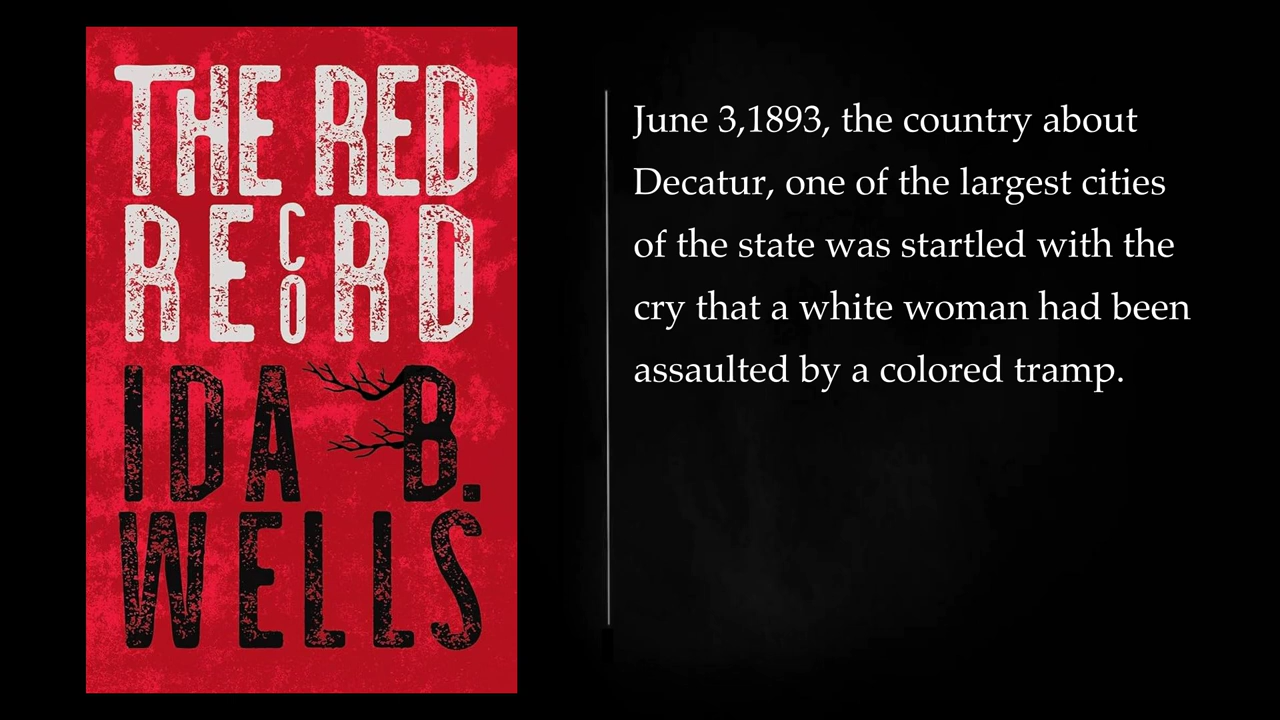 THE RED
RECORD
IDA B.
WELLS
June 3,1893, the country about
Decatur, one of the largest cities
of the state was startled with the
cry that a white woman had been
assaulted by a colored tramp.